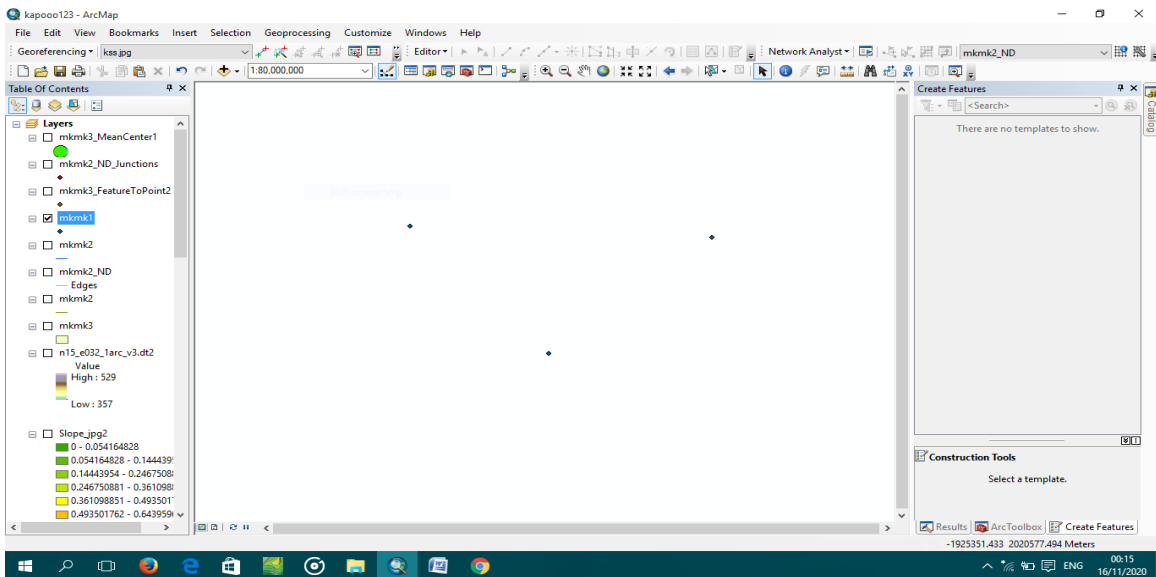 kapooo123 - ArcMap
File Edit View Bookmarks Insert Selection Geoprocessing Customize Windows Help
Georeferencing kss.jpg Editor Network Analyst mkmk2_ND
1:80,000,000
Table Of Contents
Layers
mkmk3_MeanCenter1
mkmk2_ND_Junctions
mkmk3_FeatureToPoint2
mkmk1
mkmk2
mkmk2_ND
Edges
mkmk2
mkmk3
n15_e032_1arc_v3.dt2
Value
High : 529
Low : 357
Slope_jpg2
0 - 0.054164828
0.054164828 - 0.144439
0.14443954 - 0.2467508
0.246750881 - 0.361098
0.361098851 - 0.493501
0.493501762 - 0.643959
Create Features
<Search>
There are no templates to show.
Catalog
Construction Tools
Select a template.
Results ArcToolbox Create Features
-1925351.433 2020577.494 Meters
ENG
00:15
16/11/2020